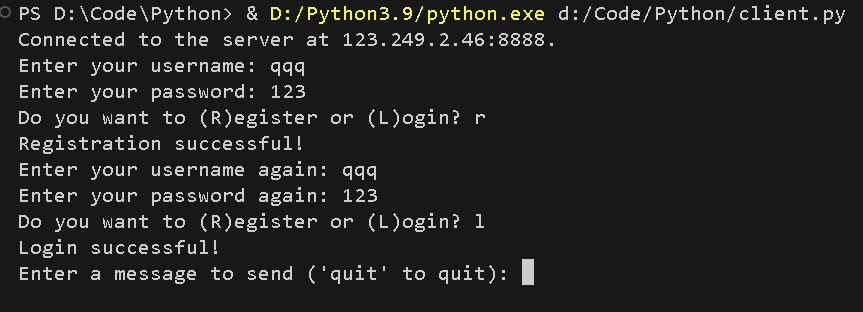 PS D:\Code\Python> & D:/Python3.9/python.exe d:/Code/Python/client.py
Connected to the server at 123.249.2.46:8888.
Enter your username: qqq
Enter your password: 123
Do you want to (R)egister or (L)ogin? r
Registration successful!
Enter your username again: qqq
Enter your password again: 123
Do you want to (R)egister or (L)ogin? l
Login successful!
Enter a message to send ('quit' to quit):